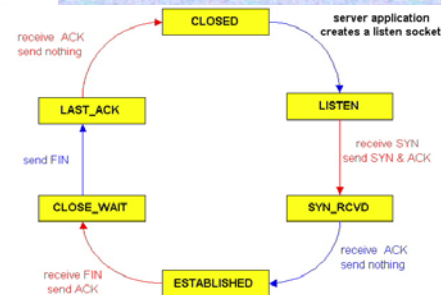 CLOSED
server application
creates a listen socket
receive ACK
send nothing
LAST_ACK
LISTEN
receive SYN
send SYN & ACK
send FIN
CLOSE_WAIT
SYN_RCVD
receive ACK
send nothing
receive FIN
send ACK
ESTABLISHED